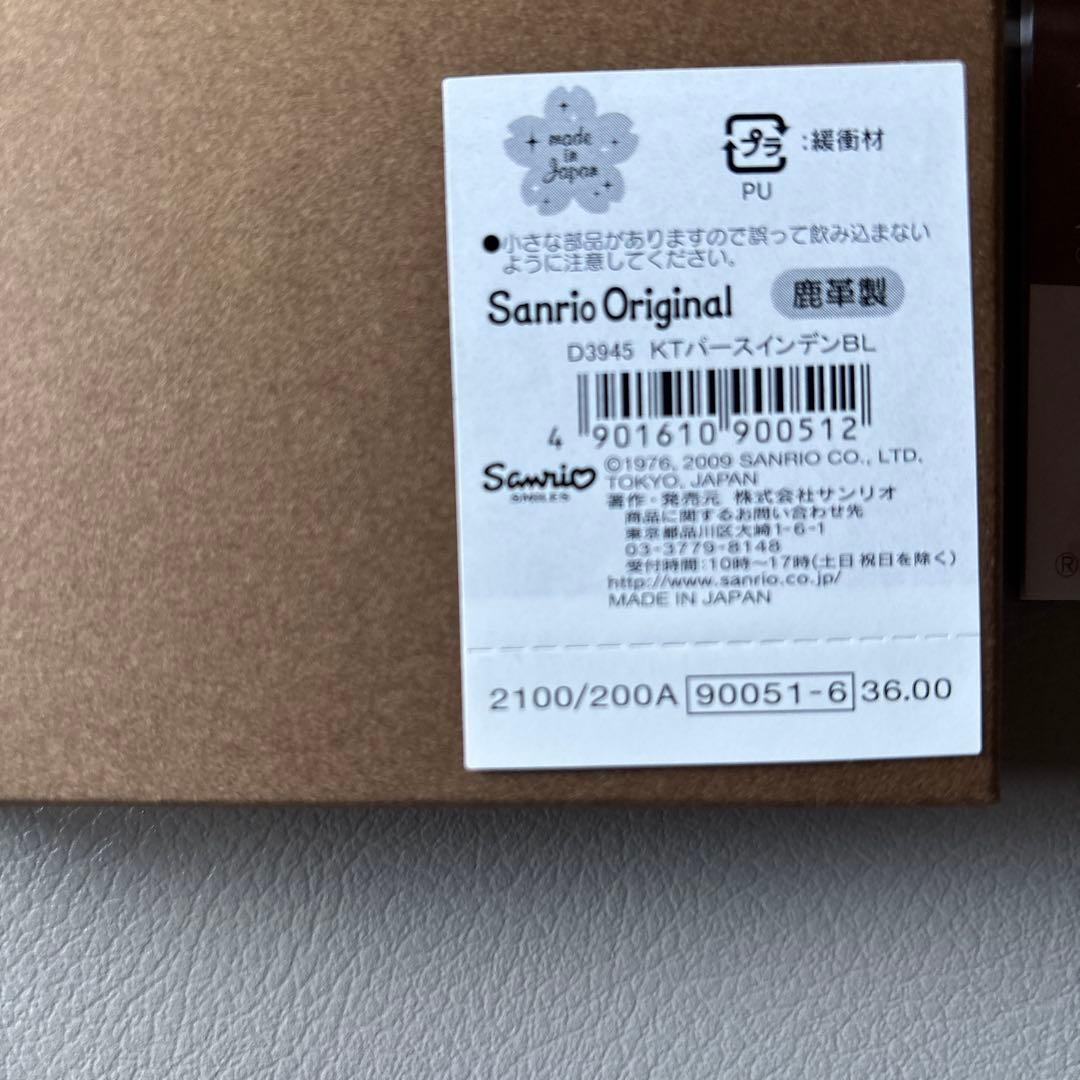 made
in
Japan
プラ
:緩衝材
PU
●小さな部品がありますので誤って飲み込まない
ように注意してください。
Sanrio Original
鹿革製
D3945 KTパースインデンBL
4 901610 900512
Sanrio
SMILES
©1976, 2009 SANRIO CO., LTD.
TOKYO, JAPAN
著作・発売元 株式会社サンリオ
商品に関するお問い合わせ先
東京都品川区大崎1-6-1
03-3779-8148
受付時間:10時〜17時(土日祝日を除く)
http://www.sanrio.co.jp/
MADE IN JAPAN
2100/200A 90051-6 36.00
®